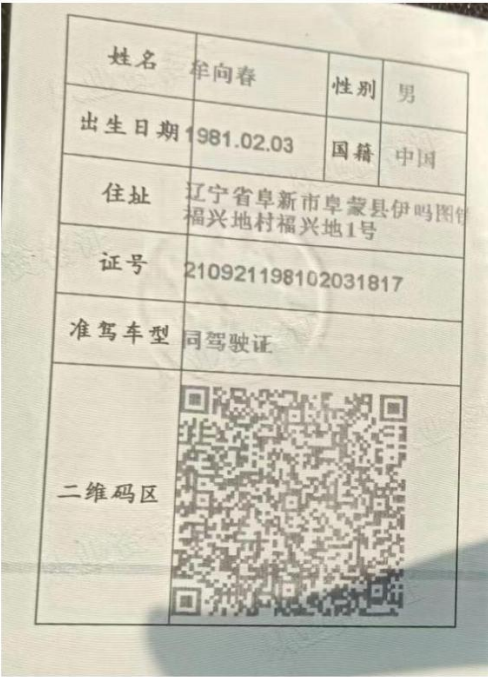 姓名 牟向春 性别 男
出生日期 1981.02.03 国籍 中国
住址 辽宁省阜新市阜蒙县伊吗图镇
福兴地村福兴地1号
证号 210921198102031817
准驾车型 同驾驶证
二维码区